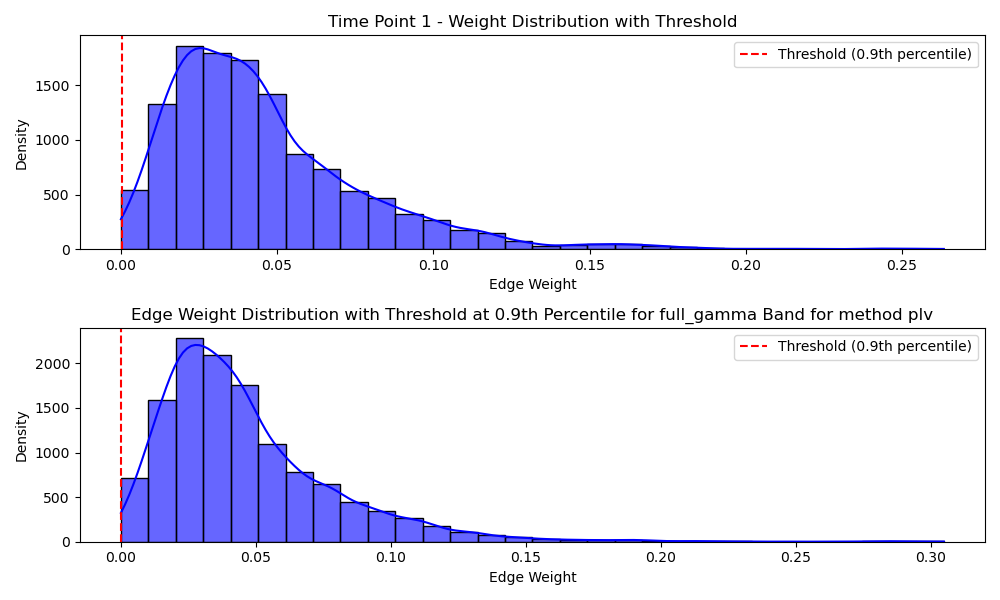 Time Point 1 - Weight Distribution with Threshold
Threshold (0.9th percentile)
Density
1500
1000
500
0
0.00 0.05 0.10 0.15 0.20 0.25
Edge Weight
Edge Weight Distribution with Threshold at 0.9th Percentile for full_gamma Band for method plv
Threshold (0.9th percentile)
Density
2000
1500
1000
500
0
0.00 0.05 0.10 0.15 0.20 0.25 0.30
Edge Weight